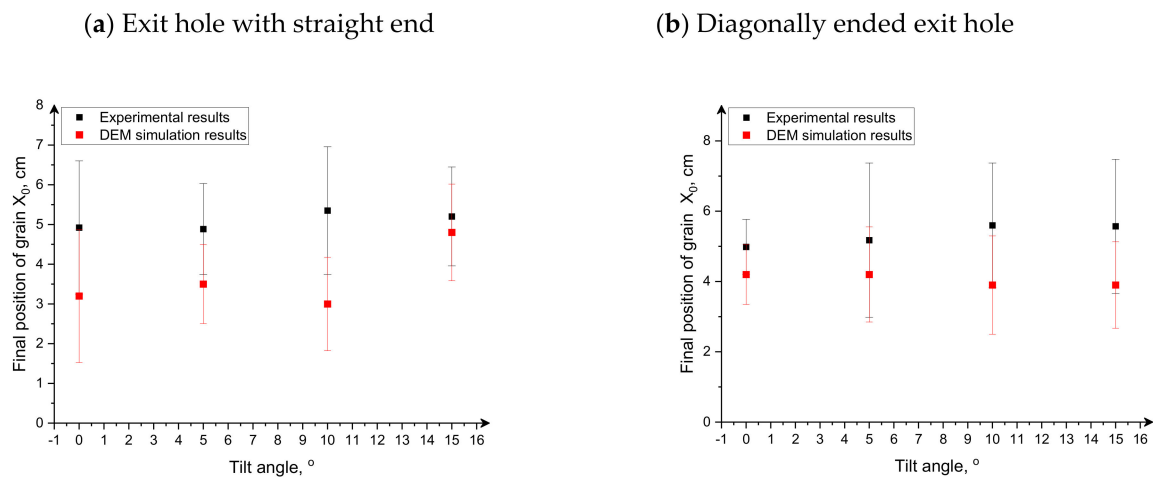 (a) Exit hole with straight end
8
7
6
5
4
3
2
1
0
Experimental results
DEM simulation results
Final position of grain X0, cm
-1 0 1 2 3 4 5 6 7 8 9 10 11 12 13 14 15 16
Tilt angle, o
(b) Diagonally ended exit hole
8
6
4
2
0
Experimental results
DEM simulation results
Final position of grain X0, cm
-1 0 1 2 3 4 5 6 7 8 9 10 11 12 13 14 15 16
Tilt angle, o